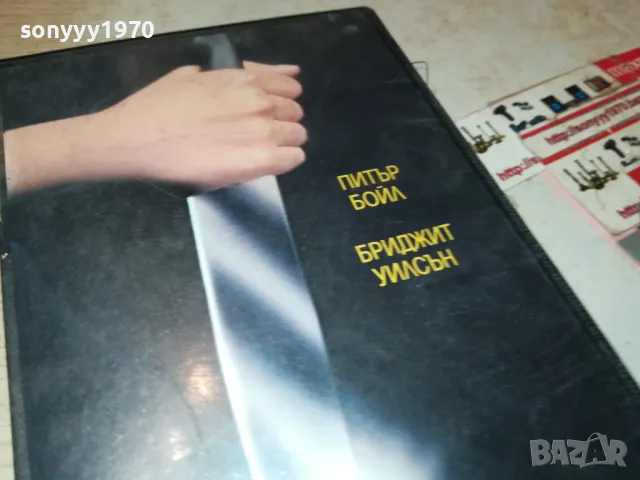 sonyyy1970
ПИТЪР
БОЙЛ
БРИДЖИТ
УИЛСЪН
BAZAR